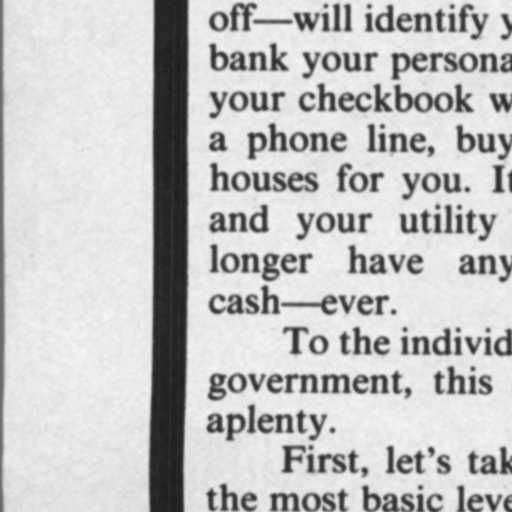 off—will identify y
bank your persona
your checkbook w
a phone line, buy
houses for you. It
and your utility
longer have any
cash—ever.
To the individ
government, this
aplenty.
First, let's tak
the most basic leve